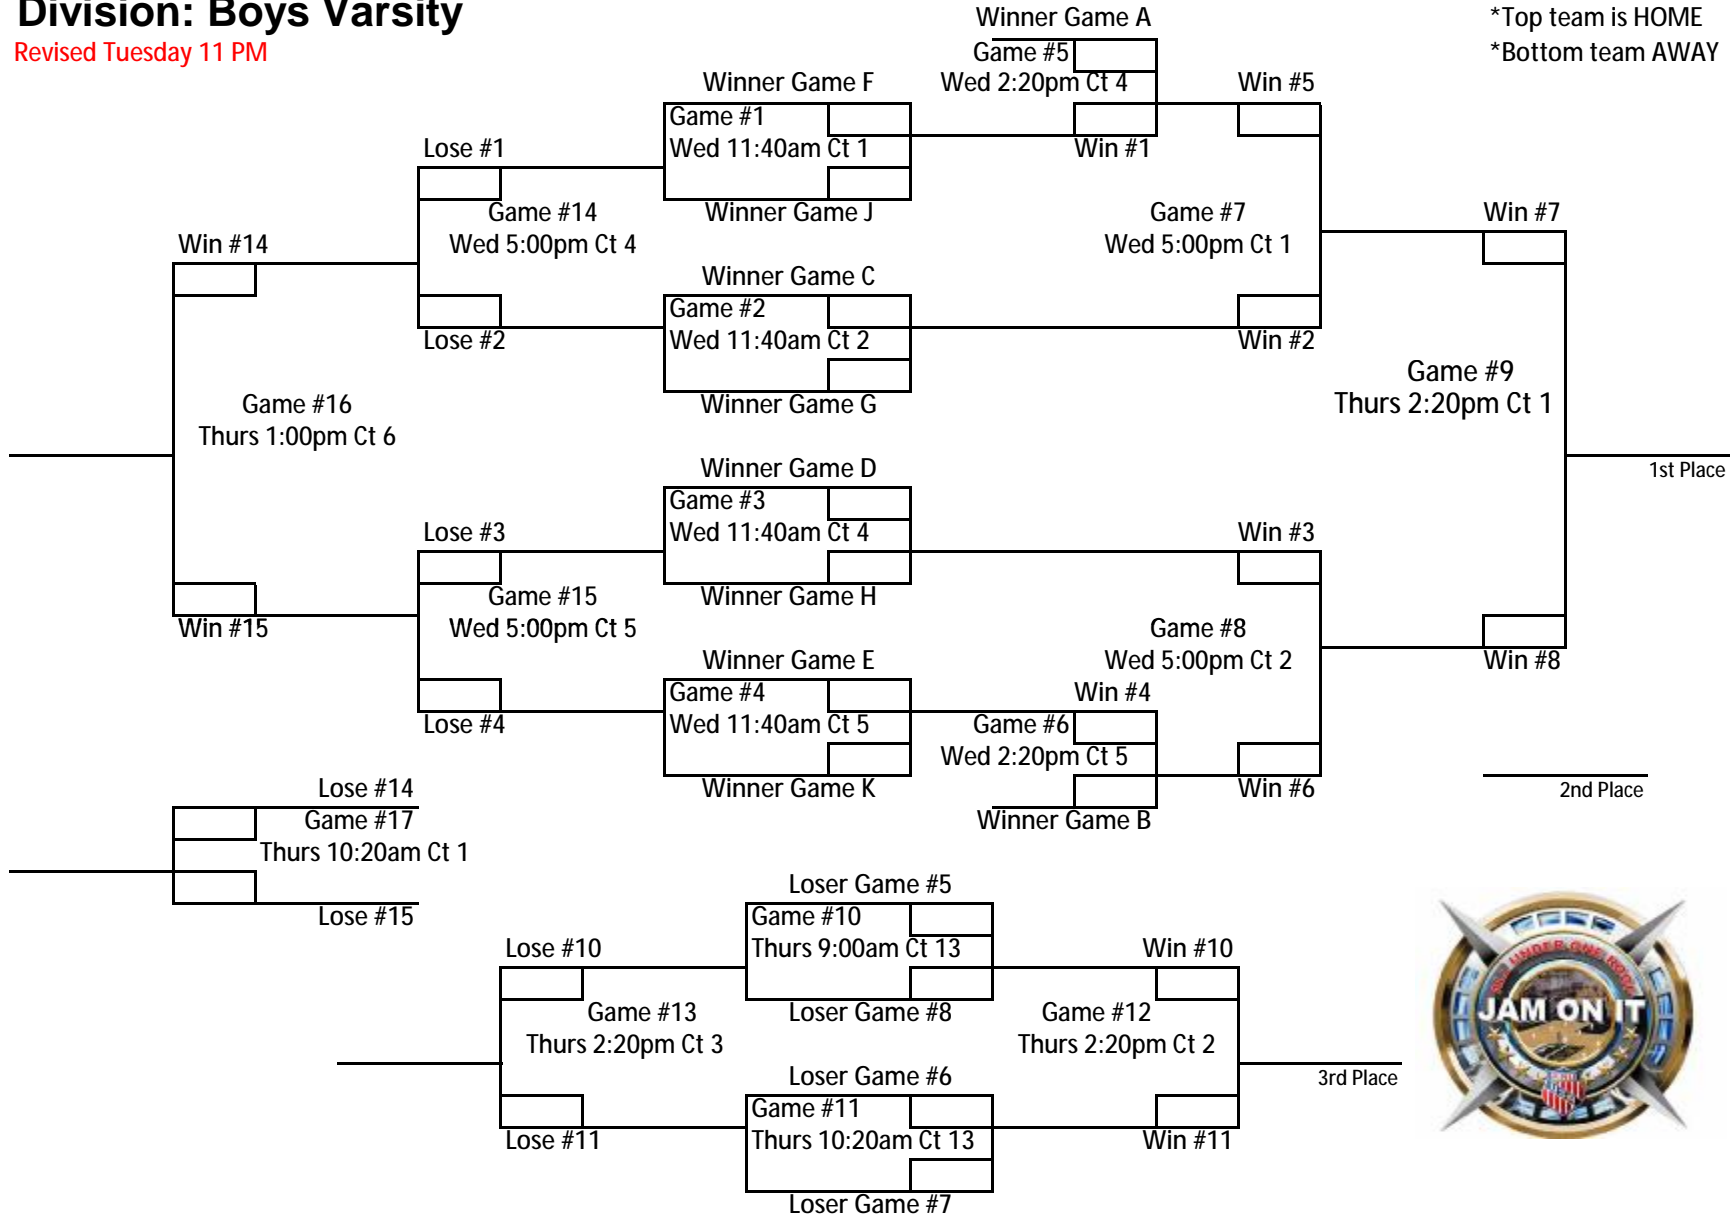 Division: Boys Varsity
Revised Tuesday 11 PM
*Top team is HOME
*Bottom team AWAY
Winner Game A
Game #5
Wed 2:20pm Ct 4
Win #1
Winner Game F
Game #1
Wed 11:40am Ct 1
Winner Game J
Win #5
Lose #1
Game #14
Wed 5:00pm Ct 4
Lose #2
Game #7
Wed 5:00pm Ct 1
Win #2
Win #7
Win #14
Winner Game C
Game #2
Wed 11:40am Ct 2
Winner Game G
Game #9
Thurs 2:20pm Ct 1
Game #16
Thurs 1:00pm Ct 6
1st Place
Winner Game D
Game #3
Wed 11:40am Ct 4
Winner Game H
Lose #3
Game #15
Wed 5:00pm Ct 5
Lose #4
Win #3
Game #8
Wed 5:00pm Ct 2
Win #6
Win #15
Win #8
Winner Game E
Game #4
Wed 11:40am Ct 5
Winner Game K
Win #4
Game #6
Wed 2:20pm Ct 5
Winner Game B
2nd Place
Lose #14
Game #17
Thurs 10:20am Ct 1
Lose #15
Loser Game #5
Game #10
Thurs 9:00am Ct 13
Loser Game #8
Lose #10
Game #13
Thurs 2:20pm Ct 3
Lose #11
Win #10
Game #12
Thurs 2:20pm Ct 2
Win #11
3rd Place
Loser Game #6
Game #11
Thurs 10:20am Ct 13
Loser Game #7
UNDER ONE ROOF
JAM ON IT